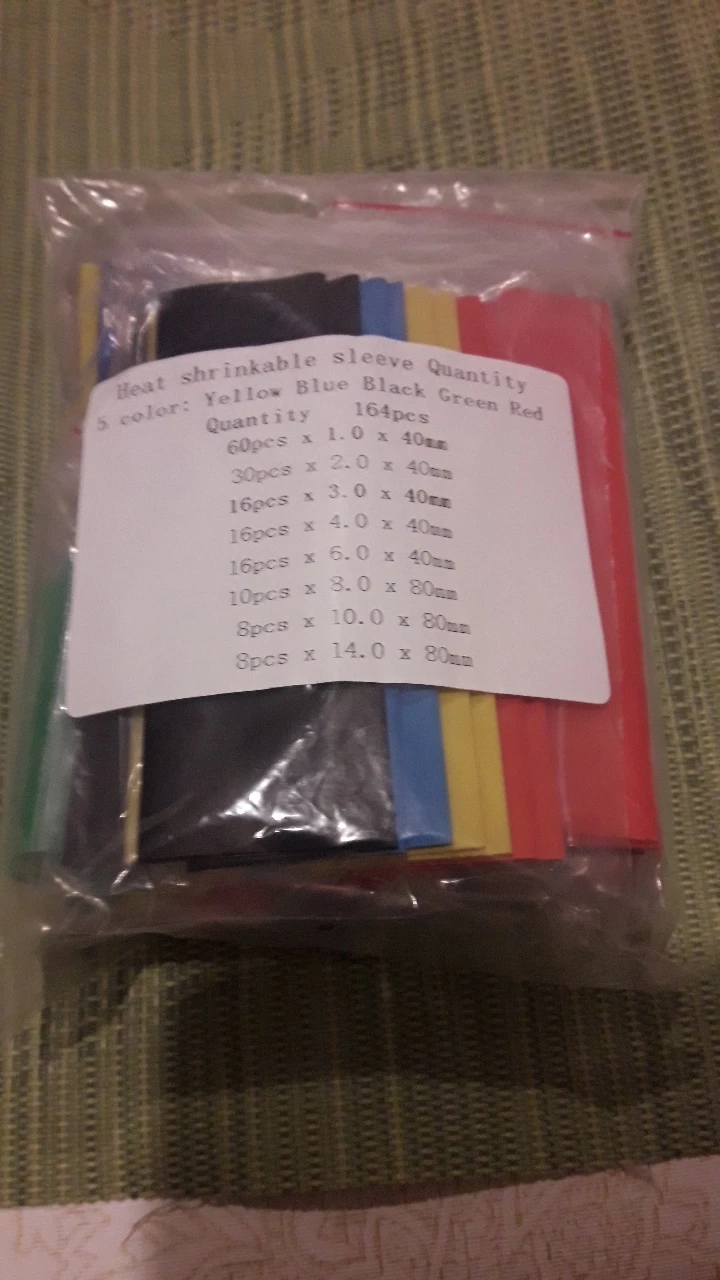 Heat shrinkable sleeve Quantity
5 color: Yellow Blue Black Green Red
Quantity 164pcs
60pcs x 1.0 x 40mm
30pcs x 2.0 x 40mm
16pcs x 3.0 x 40mm
16pcs x 4.0 x 40mm
16pcs x 6.0 x 40mm
10pcs x 8.0 x 80mm
8pcs x 10.0 x 80mm
8pcs x 14.0 x 80mm